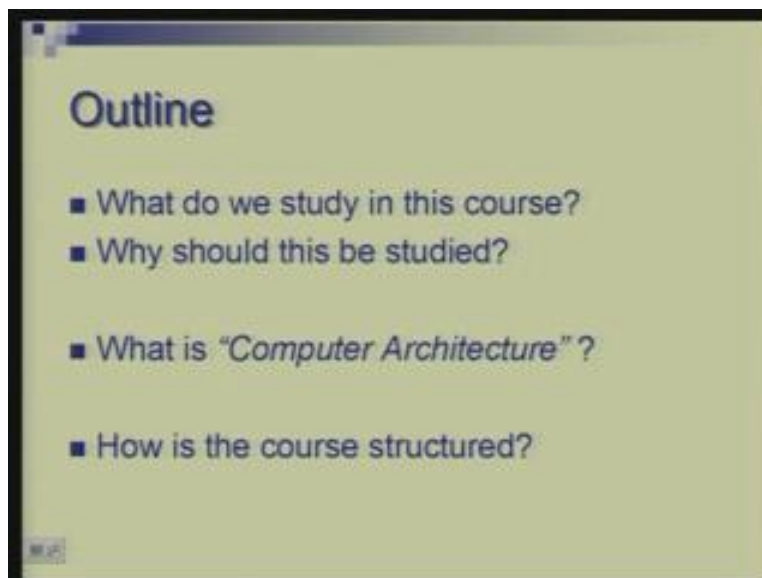 Outline
What do we study in this course?
Why should this be studied?
What is “Computer Architecture” ?
How is the course structured?